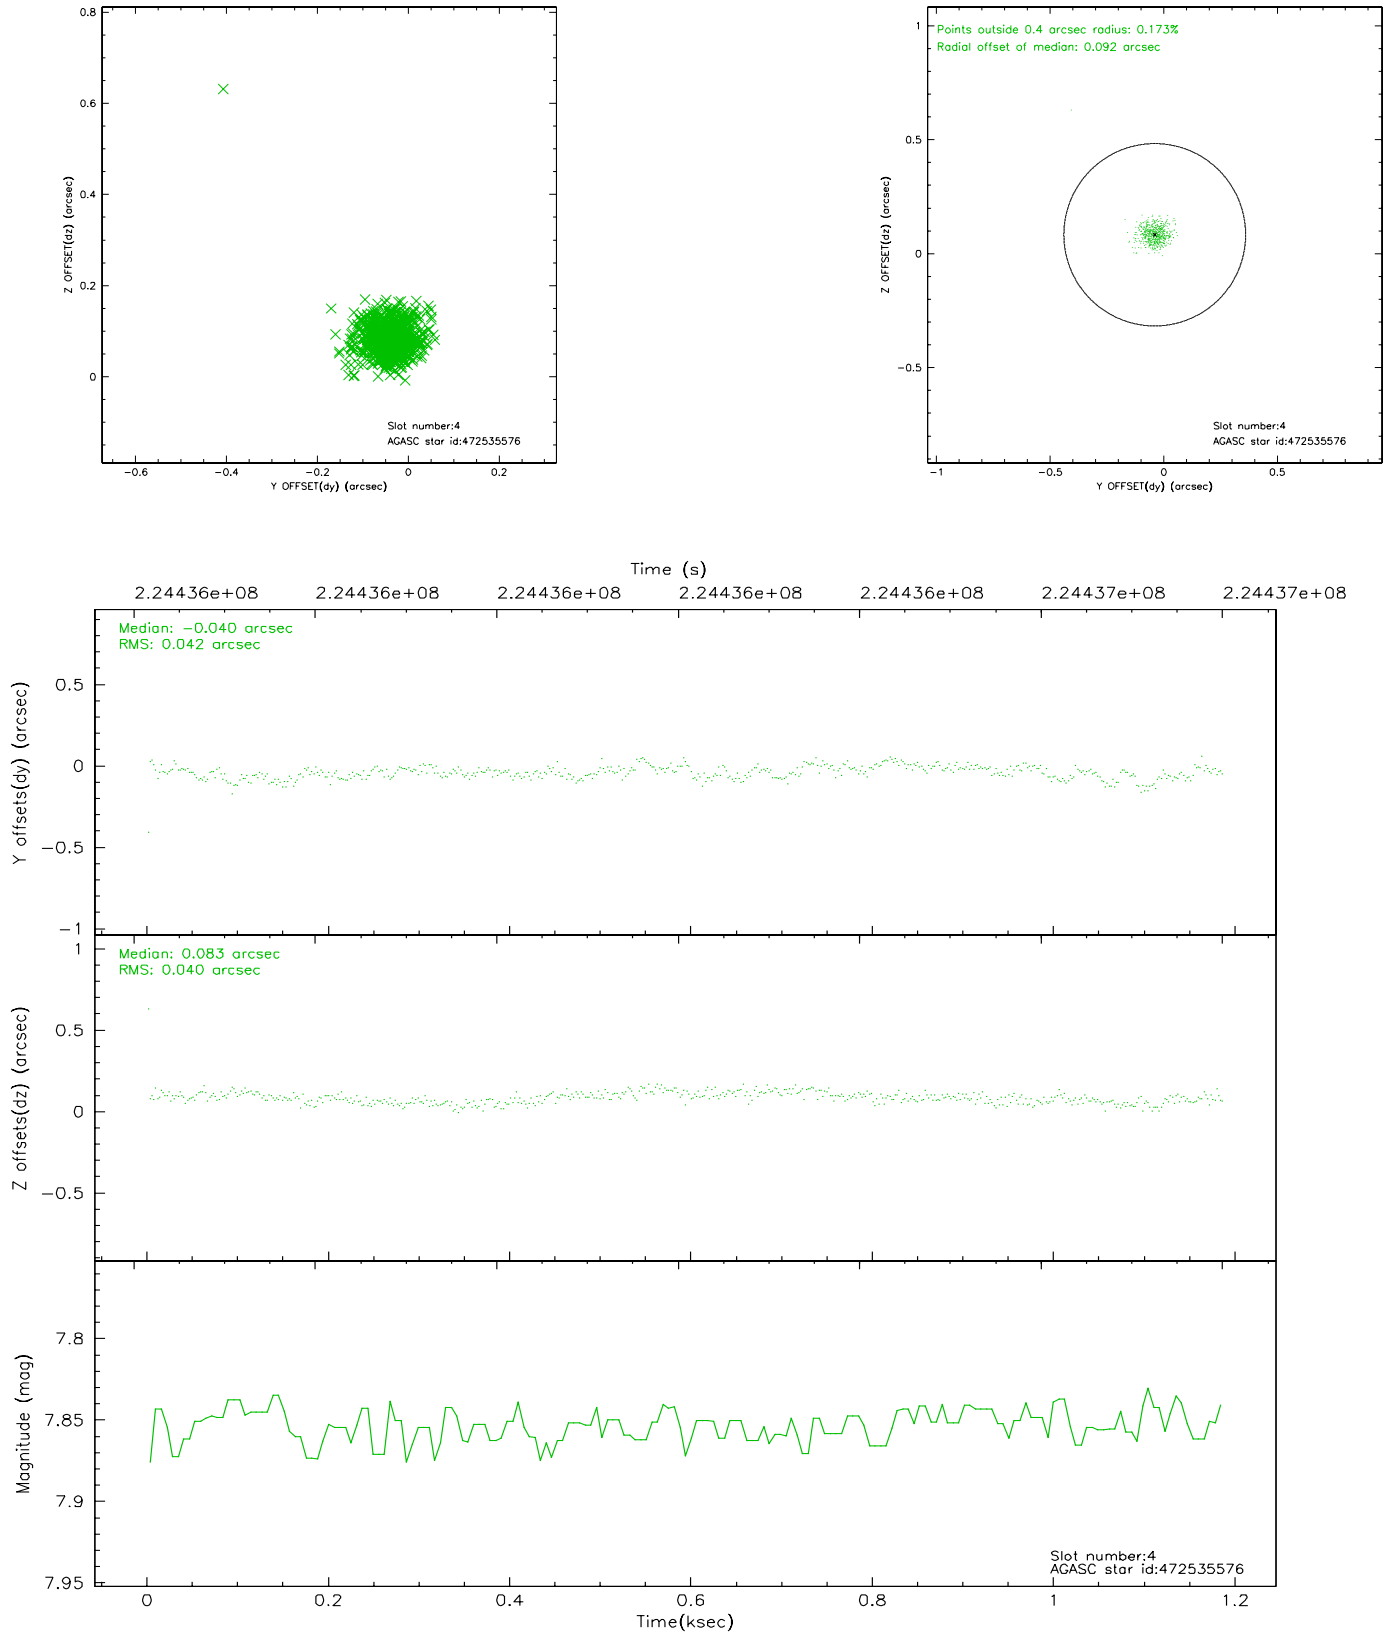 0.8
0.6
0.4
0.2
0
Z OFFSET(dz) (arcsec)
Slot number:4
AGASC star id:472535576
−0.6 −0.4 −0.2 0 0.2
Y OFFSET(dy) (arcsec)
Points outside 0.4 arcsec radius: 0.173%
Radial offset of median: 0.092 arcsec
1
0.5
0
−0.5
Z OFFSET(dz) (arcsec)
Slot number:4
AGASC star id:472535576
−1 −0.5 0 0.5
Y OFFSET(dy) (arcsec)
Time (s)
2.24436e+08 2.24436e+08 2.24436e+08 2.24436e+08 2.24436e+08 2.24437e+08 2.24437e+08
Median: −0.040 arcsec
RMS: 0.042 arcsec
0.5
0
−0.5
−1
Y offsets(dy) (arcsec)
Median: 0.083 arcsec
RMS: 0.040 arcsec
1
0.5
0
−0.5
Z offsets(dz) (arcsec)
7.8
7.85
7.9
7.95
Magnitude (mag)
Slot number:4
AGASC star id:472535576
0 0.2 0.4 0.6 0.8 1 1.2
Time(ksec)